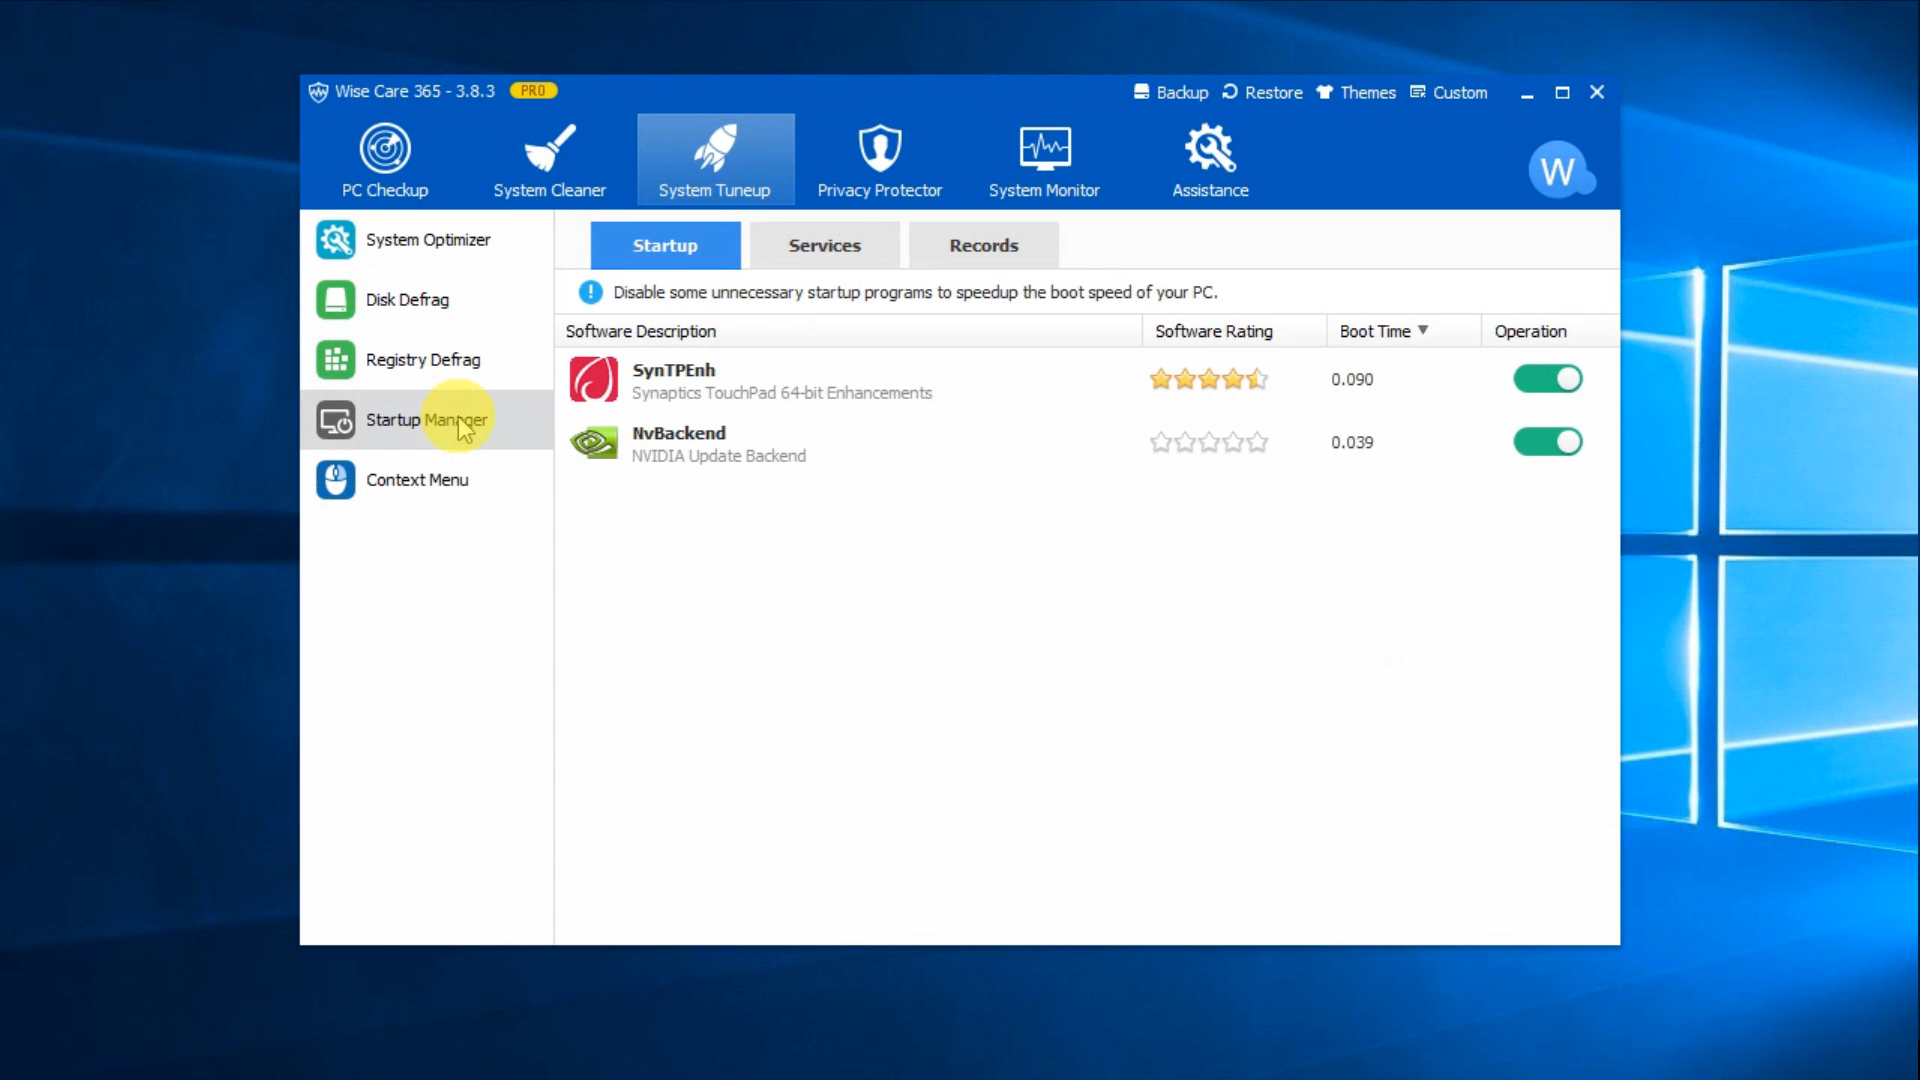 Wise Care 365 - 3.8.3 PRO
Backup Restore Themes Custom
PC Checkup System Cleaner System Tuneup Privacy Protector System Monitor Assistance
W
System Optimizer
Disk Defrag
Registry Defrag
Startup Manager
Context Menu
Startup Services Records
Disable some unnecessary startup programs to speedup the boot speed of your PC.
Software Description Software Rating Boot Time Operation
SynTPEnh
Synaptics TouchPad 64-bit Enhancements
0.090
NvBackend
NVIDIA Update Backend
0.039